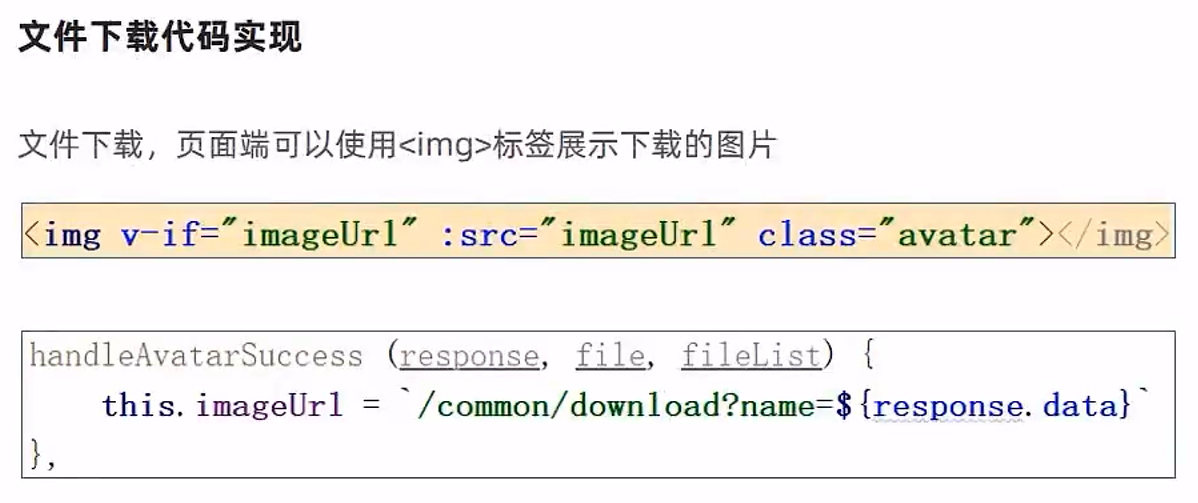 文件下载代码实现
文件下载，页面端可以使用<img>标签展示下载的图片
<img v-if="imageUrl" :src="imageUrl" class="avatar"></img>
handleAvatarSuccess (response, file, fileList) {
    this.imageUrl = `/common/download?name=${response.data}`
},